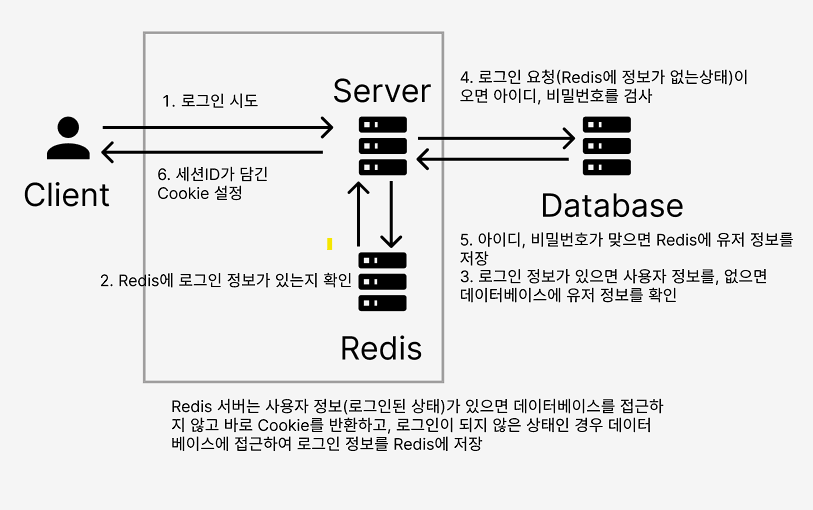 Server
4. 로그인 요청(Redis에 정보가 없는상태)이
오면 아이디, 비밀번호를 검사
1. 로그인 시도
6. 세션ID가 담긴
Cookie 설정
Client
Database
5. 아이디, 비밀번호가 맞으면 Redis에 유저 정보를
저장
3. 로그인 정보가 있으면 사용자 정보를, 없으면
데이터베이스에 유저 정보를 확인
2. Redis에 로그인 정보가 있는지 확인
Redis
Redis 서버는 사용자 정보(로그인된 상태)가 있으면 데이터베이스를 접근하
지 않고 바로 Cookie를 반환하고, 로그인이 되지 않은 상태인 경우 데이터
베이스에 접근하여 로그인 정보를 Redis에 저장